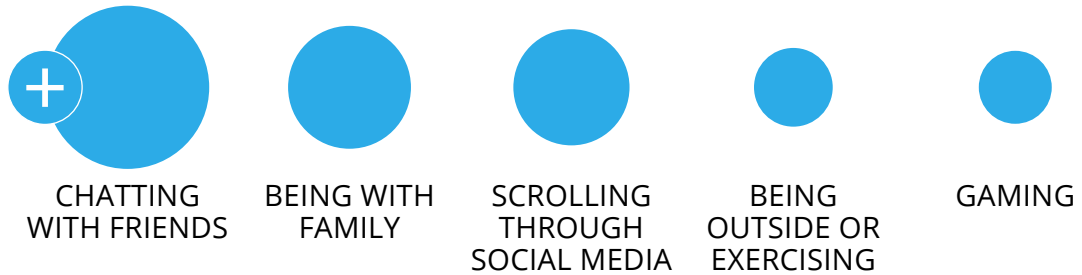 +
CHATTING
WITH FRIENDS
BEING WITH
FAMILY
SCROLLING
THROUGH
SOCIAL MEDIA
BEING
OUTSIDE OR
EXERCISING
GAMING